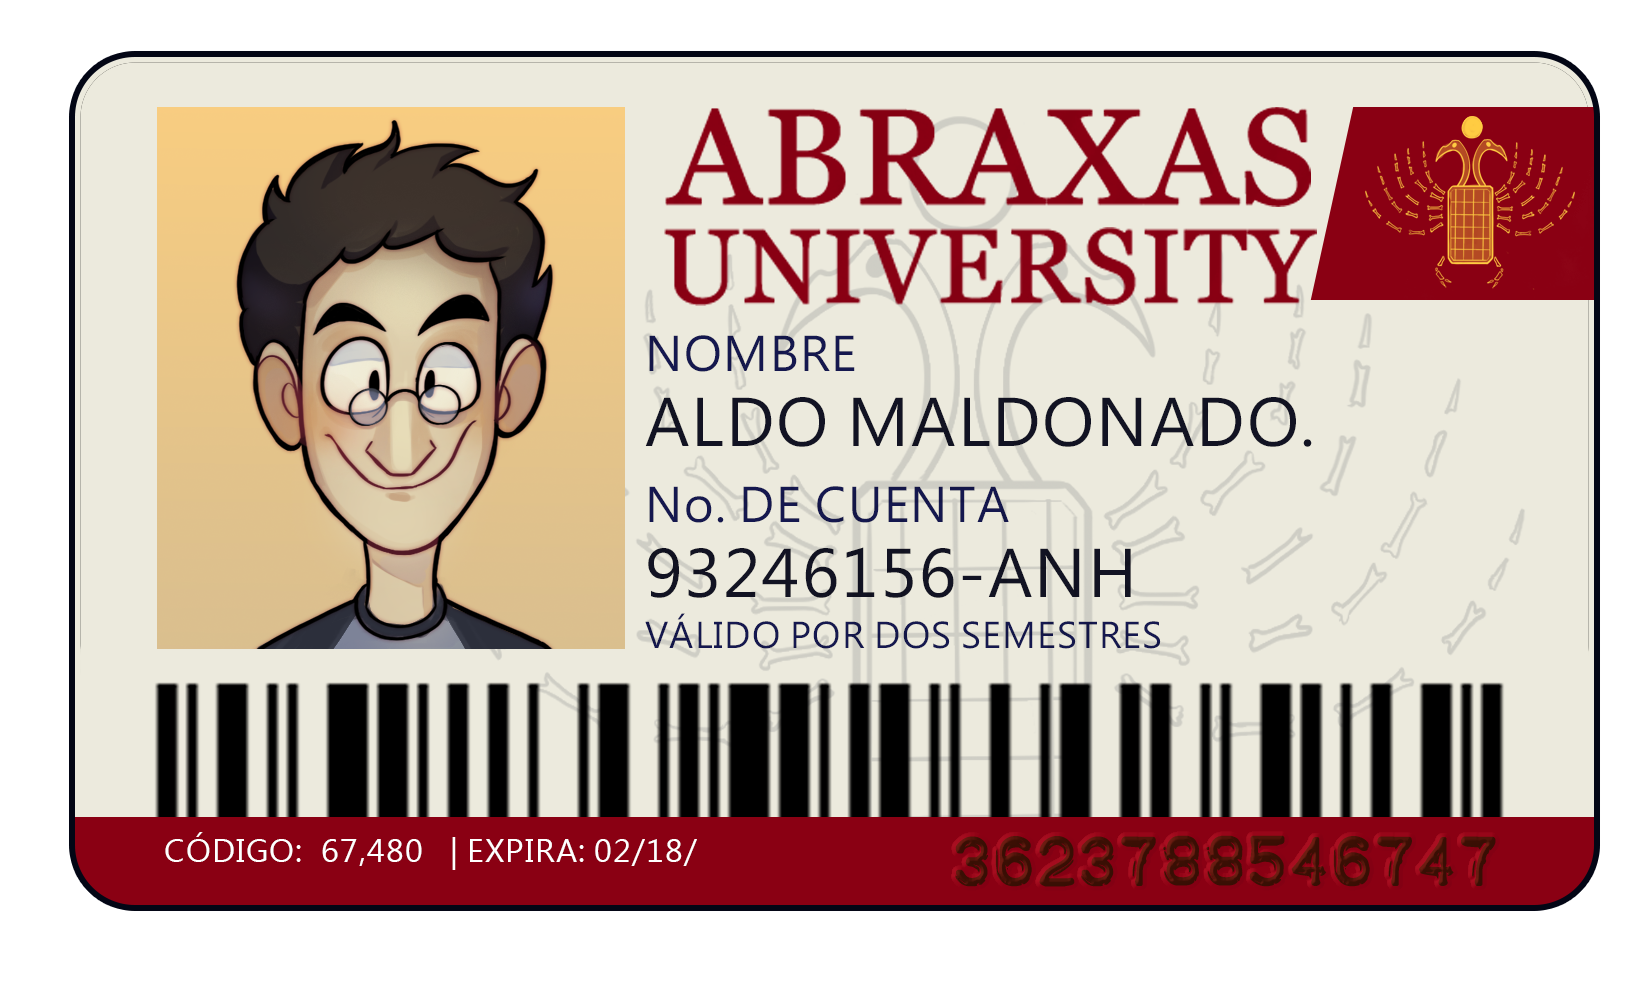 ABRAXAS
UNIVERSITY
NOMBRE
ALDO MALDONADO.
No. DE CUENTA
93246156-ANH
VÁLIDO POR DOS SEMESTRES
CÓDIGO: 67,480 | EXPIRA: 02/18/
3623788546747